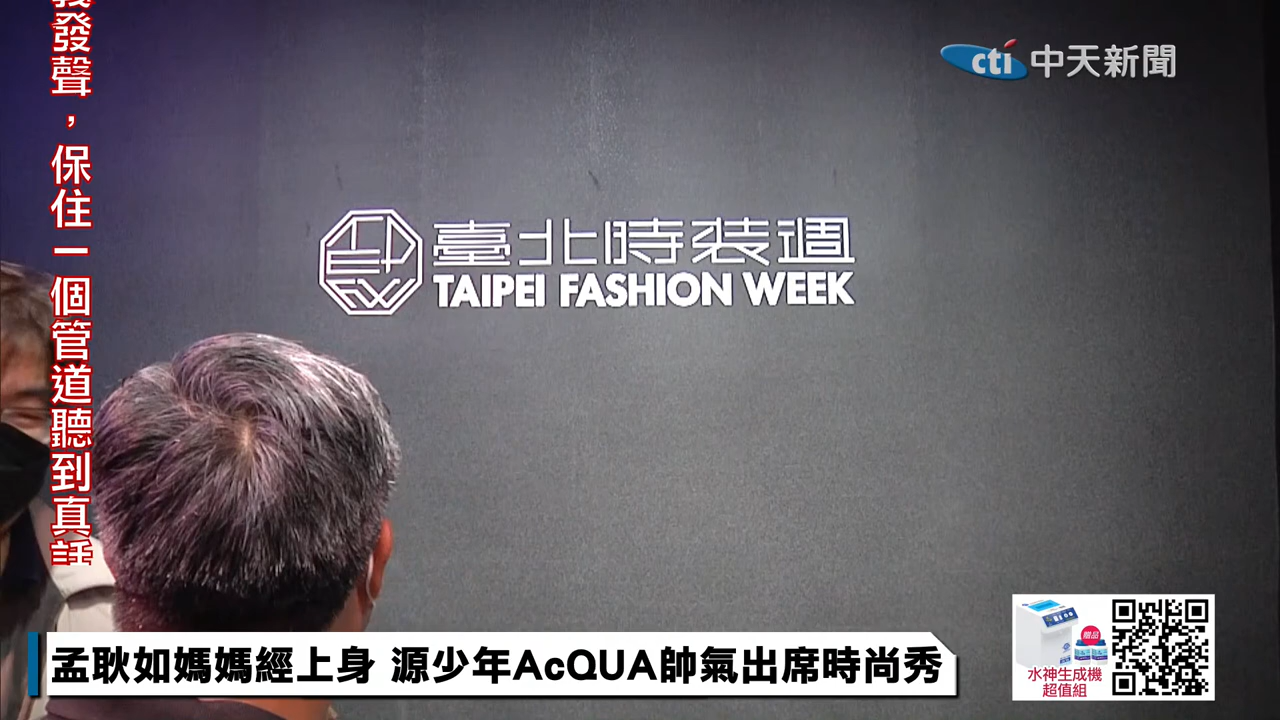 義發聲，保住一個管道聽到真話
cti中天新聞
臺北時裝週
TAIPEI FASHION WEEK
孟耿如媽媽經上身 源少年AcQUA帥氣出席時尚秀
贈品
水神生成機
超值組